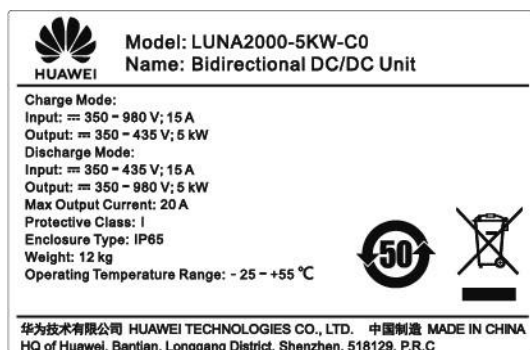 HUAWEI
Model: LUNA2000-5KW-C0
Name: Bidirectional DC/DC Unit
Charge Mode:
Input: ⎓ 350 - 980 V; 15 A
Output: ⎓ 350 - 435 V; 5 kW
Discharge Mode:
Input: ⎓ 350 - 435 V; 15 A
Output: ⎓ 350 - 980 V; 5 kW
Max Output Current: 20 A
Protective Class: I
Enclosure Type: IP65
Weight: 12 kg
Operating Temperature Range: - 25 - +55 ℃
50
华为技术有限公司 HUAWEI TECHNOLOGIES CO., LTD. 中国制造 MADE IN CHINA
HQ of Huawei, Bantian, Longgang District, Shenzhen, 518129, P.R.C